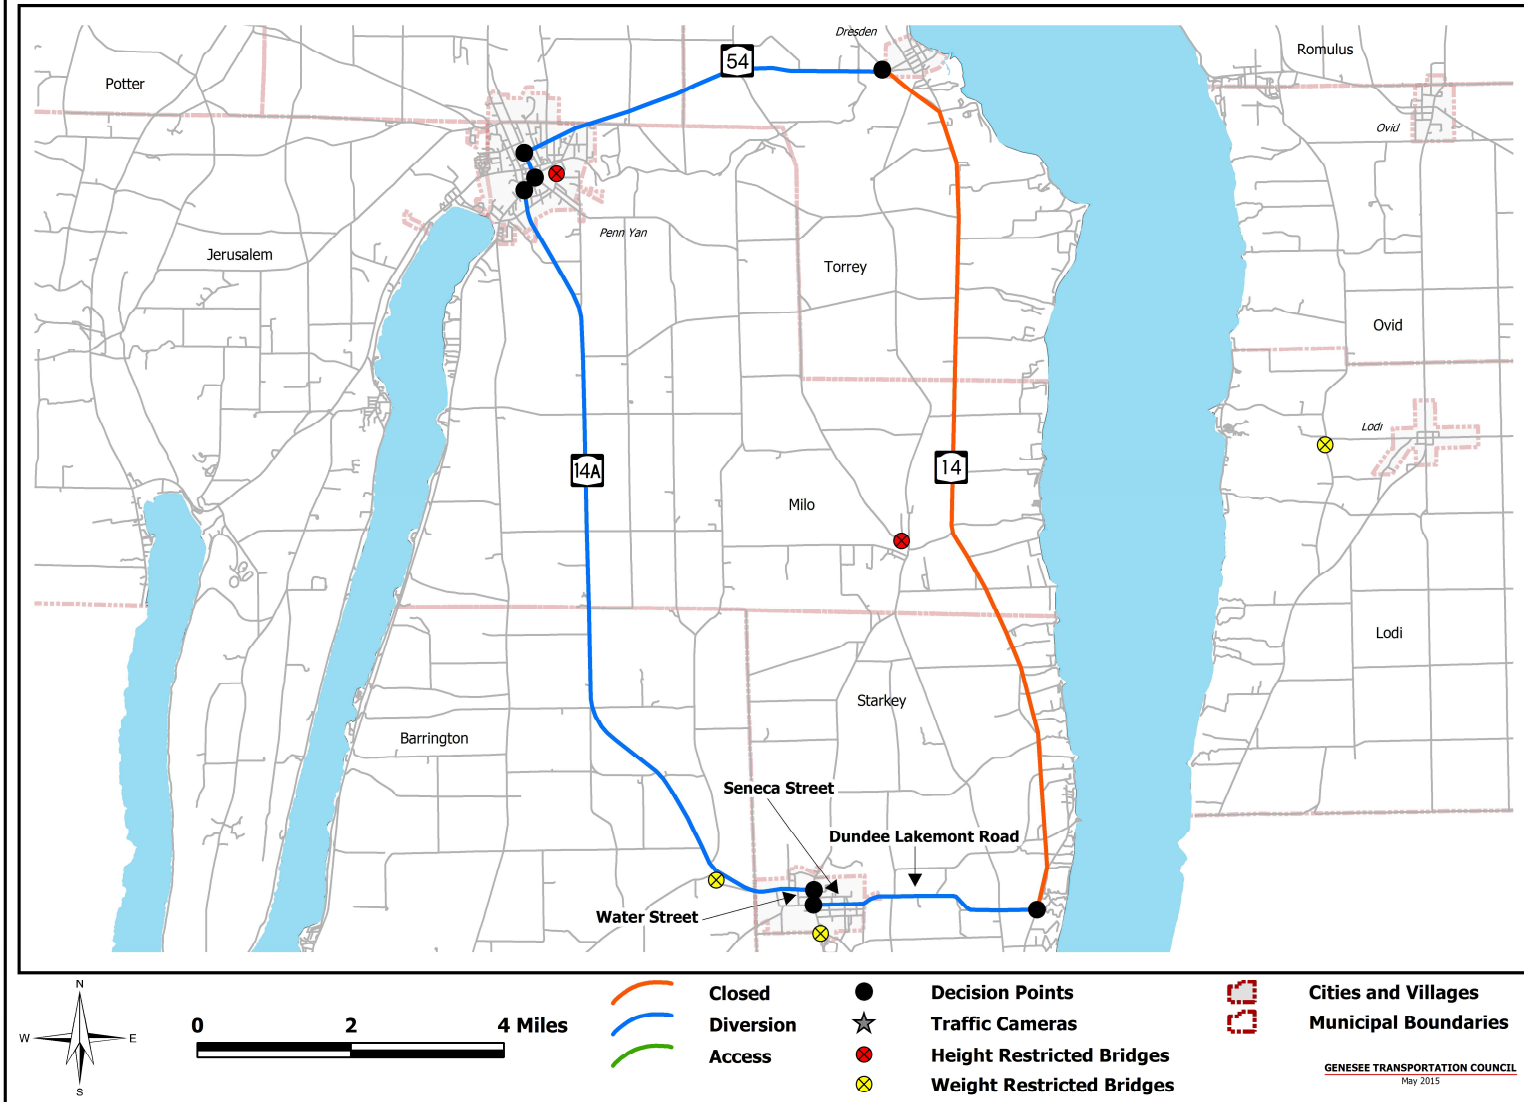 Dresden
54
Romulus
Potter
Ovid
Penn Yan
Jerusalem
Torrey
Ovid
Lodi
14A
14
Milo
Lodi
Starkey
Barrington
Seneca Street
Dundee Lakemont Road
Water Street
N
W E
S
0 2 4 Miles
Closed
Diversion
Access
Decision Points
Traffic Cameras
Height Restricted Bridges
Weight Restricted Bridges
Cities and Villages
Municipal Boundaries
GENESEE TRANSPORTATION COUNCIL
May 2015